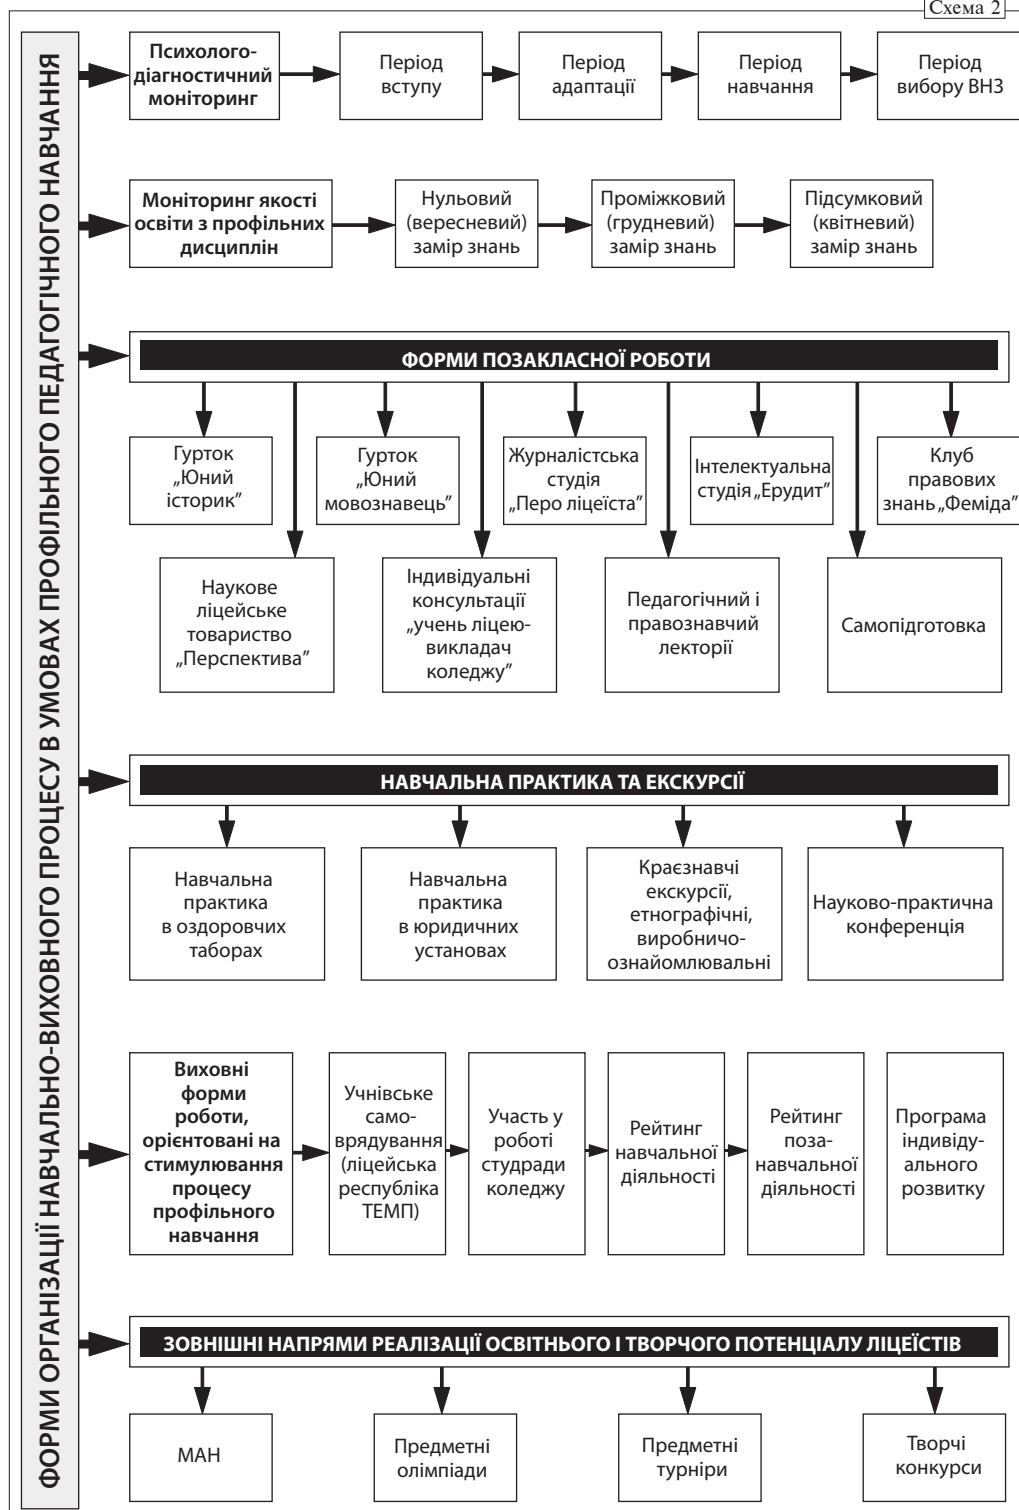 Схема 2
ФОРМИ ОРГАНІЗАЦІЇ НАВЧАЛЬНО-ВИХОВНОГО ПРОЦЕСУ В УМОВАХ ПРОФІЛЬНОГО ПЕДАГОГІЧНОГО НАВЧАННЯ
Психолого-
діагностичний
моніторинг
Період
вступу
Період
адаптації
Період
навчання
Період
вибору ВНЗ
Моніторинг якості
освіти з профільних
дисциплін
Нульовий
(вересневий)
замір знань
Проміжковий
(грудневий)
замір знань
Підсумковий
(квітневий)
замір знань
ФОРМИ ПОЗАКЛАСНОЇ РОБОТИ
Гурток
„Юний
історик”
Гурток
„Юний
мовознавець”
Журналістська
студія
„Перо ліцеїста”
Інтелектуальна
студія „Ерудит”
Клуб
правових
знань „Феміда”
Наукове
ліцейське
товариство
„Перспектива”
Індивідуальні
консультації
„учень ліцею-
викладач
коледжу”
Педагогічний і
правознавчий
лекторії
Самопідготовка
НАВЧАЛЬНА ПРАКТИКА ТА ЕКСКУРСІЇ
Навчальна
практика
в оздоровчих
таборах
Навчальна
практика
в юридичних
установах
Краєзнавчі
екскурсії,
етнографічні,
виробничо-
ознайомлювальні
Науково-практична
конференція
Виховні
форми
роботи,
орієнтовані на
стимулювання
процесу
профільного
навчання
Учнівське
само-
врядування
(ліцейська
республіка
ТЕМП)
Участь у
роботі
студради
коледжу
Рейтинг
навчальної
діяльності
Рейтинг
поза-
навчальної
діяльності
Програма
індивіду-
ального
розвитку
ЗОВНІШНІ НАПРЯМИ РЕАЛІЗАЦІЇ ОСВІТНЬОГО І ТВОРЧОГО ПОТЕНЦІАЛУ ЛІЦЕЇСТІВ
МАН
Предметні
олімпіади
Предметні
турніри
Творчі
конкурси